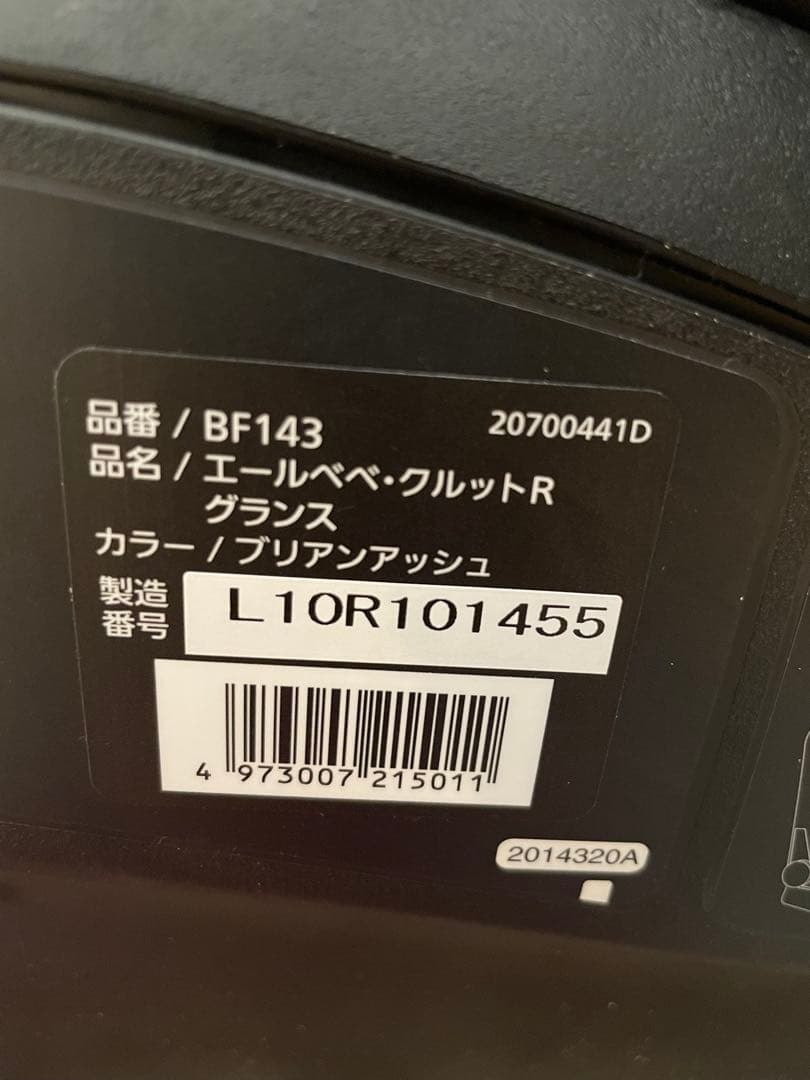 品番 / BF143
20700441D
品名 / エールベベ・クルットR
グランス
カラー / ブリアンアッシュ
製造
番号
L10R101455
4 973007 215011
2014320A